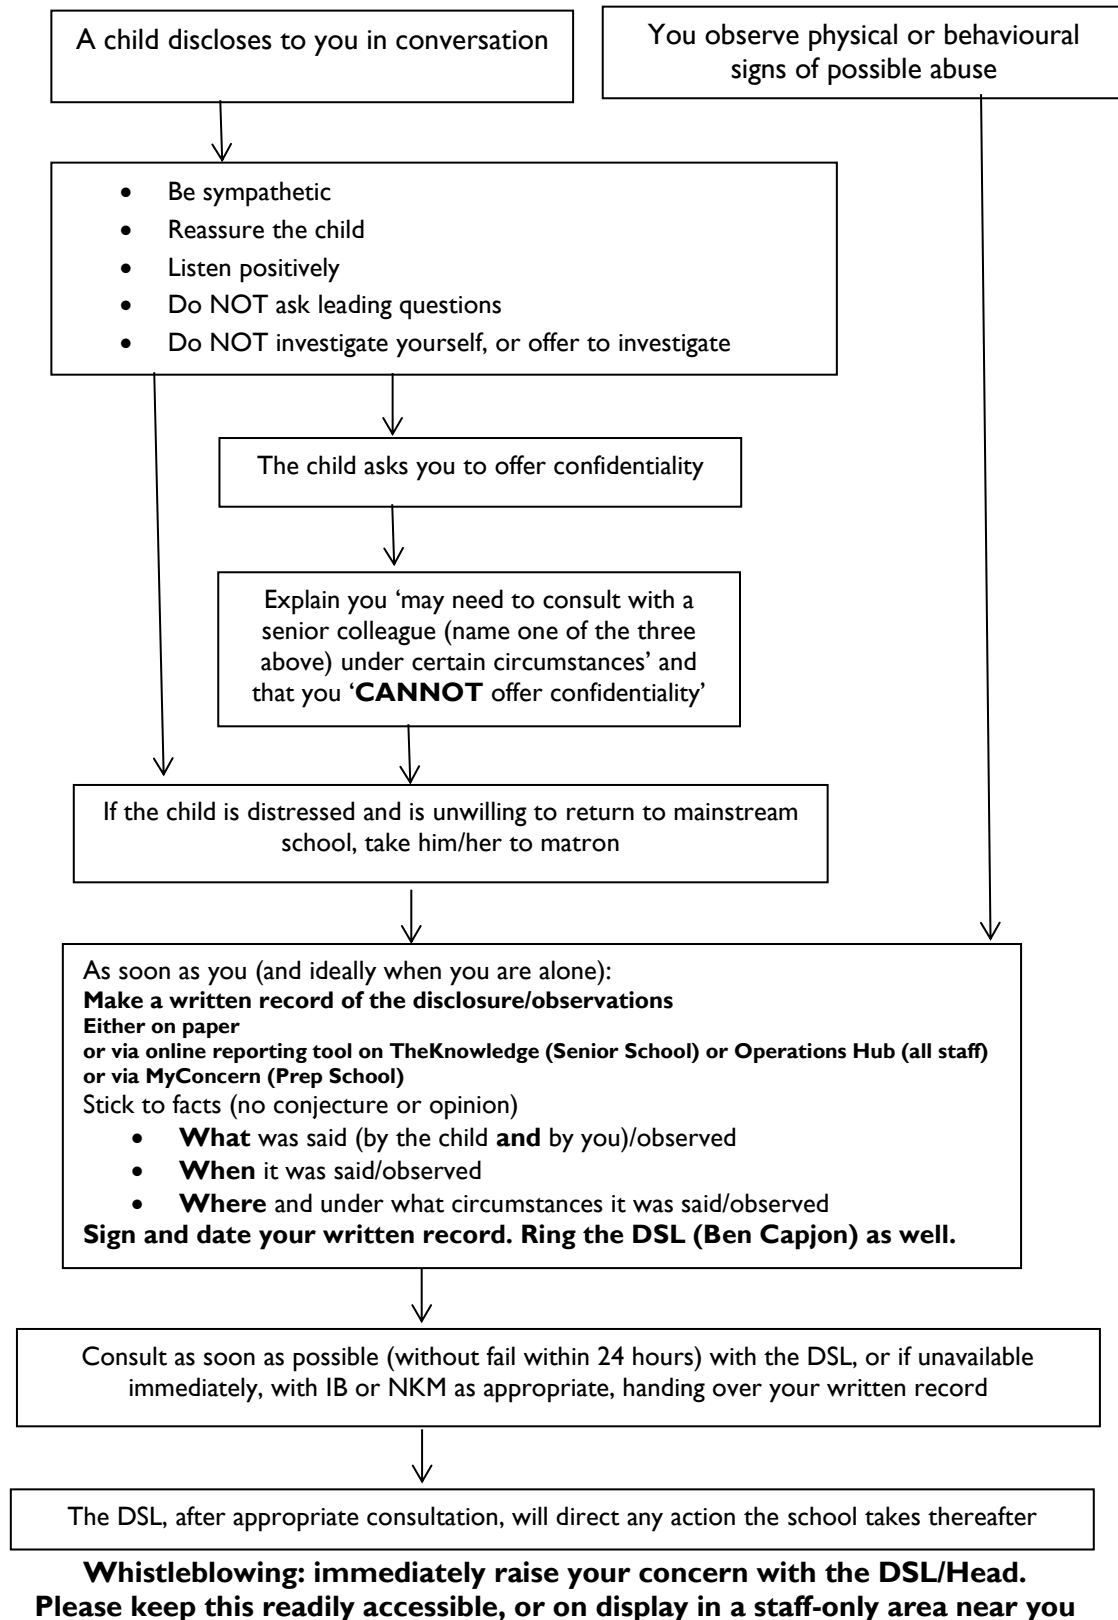 A child discloses to you in conversation
You observe physical or behavioural
signs of possible abuse
• Be sympathetic
• Reassure the child
• Listen positively
• Do NOT ask leading questions
• Do NOT investigate yourself, or offer to investigate
The child asks you to offer confidentiality
Explain you ‘may need to consult with a
senior colleague (name one of the three
above) under certain circumstances’ and
that you ‘CANNOT offer confidentiality’
If the child is distressed and is unwilling to return to mainstream
school, take him/her to matron
As soon as you (and ideally when you are alone):
Make a written record of the disclosure/observations
Either on paper
or via online reporting tool on TheKnowledge (Senior School) or Operations Hub (all staff)
or via MyConcern (Prep School)
Stick to facts (no conjecture or opinion)
• What was said (by the child and by you)/observed
• When it was said/observed
• Where and under what circumstances it was said/observed
Sign and date your written record. Ring the DSL (Ben Capjon) as well.
Consult as soon as possible (without fail within 24 hours) with the DSL, or if unavailable
immediately, with IB or NKM as appropriate, handing over your written record
The DSL, after appropriate consultation, will direct any action the school takes thereafter
Whistleblowing: immediately raise your concern with the DSL/Head.
Please keep this readily accessible, or on display in a staff-only area near you